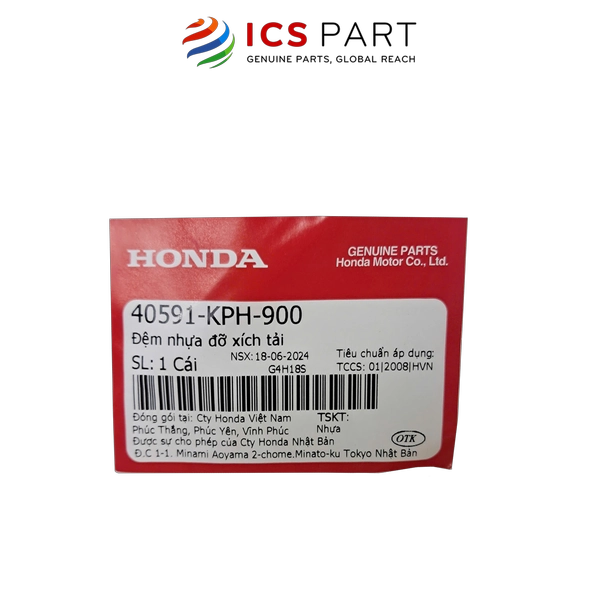 ICS PART
GENUINE PARTS, GLOBAL REACH
HONDA
GENUINE PARTS
Honda Motor Co., Ltd.
40591-KPH-900
Đệm nhựa đỡ xích tải
SL: 1 Cái
NSX: 18-06-2024
G4H18S
Tiêu chuẩn áp dụng:
TCCS: 01|2008|HVN
Đóng gói tại: Cty Honda Việt Nam
Phúc Thắng, Phúc Yên, Vĩnh Phúc
TSKT:
Nhựa
Được sự cho phép của Cty Honda Nhật Bản
Đ.C 1-1. Minami Aoyama 2-chome.Minato-ku Tokyo Nhật Bản
OTK